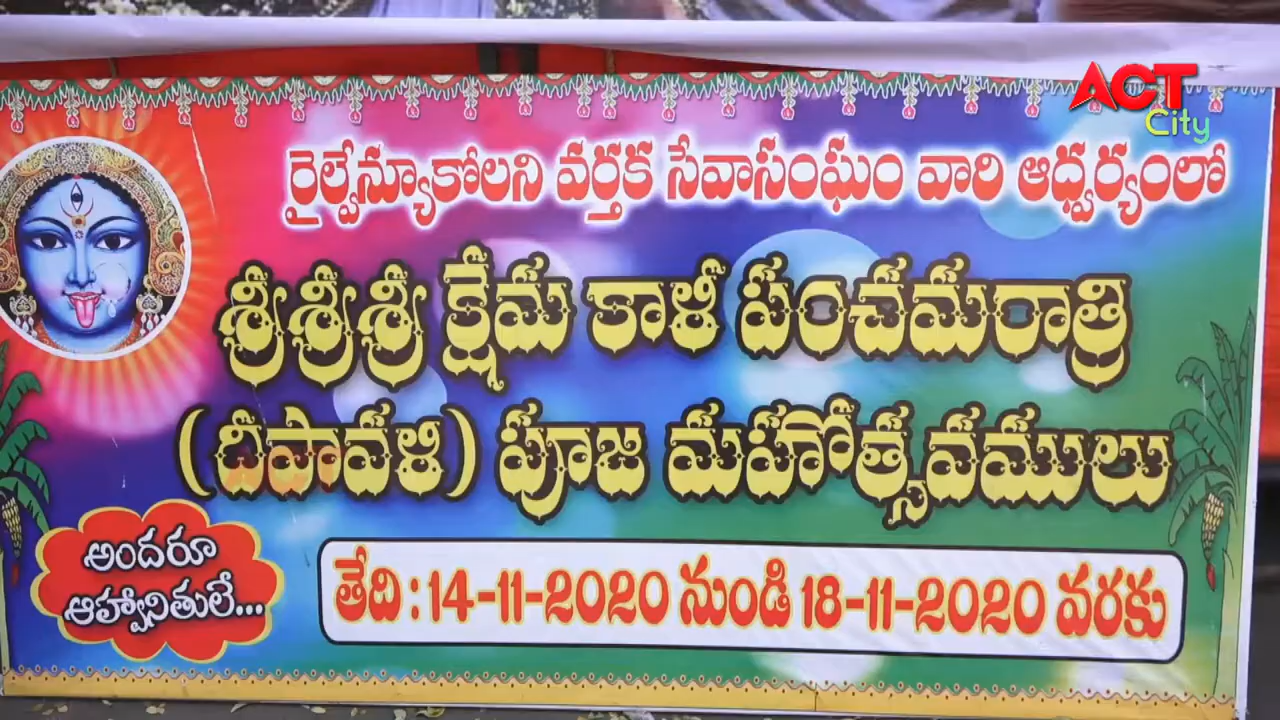 ACT
City
రైల్వేన్యూకోలని వర్తక సేవాసంఘం వారి ఆధ్వర్యంలో
శ్రీశ్రీశ్రీ క్షేమ కాళీ పంచమరాత్రి
(దీపావళి) పూజ మహోత్సవములు
అందరూ
ఆహ్వానితులే...
తేది : 14-11-2020 నుండి 18-11-2020 వరకు